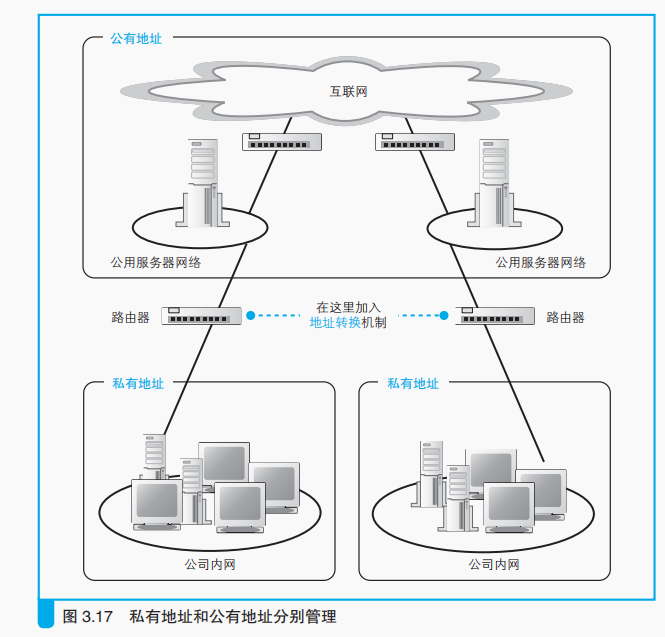 公有地址
互联网
公用服务器网络
公用服务器网络
路由器
在这里加入
地址转换机制
路由器
私有地址
私有地址
公司内网
公司内网
图 3.17 私有地址和公有地址分别管理